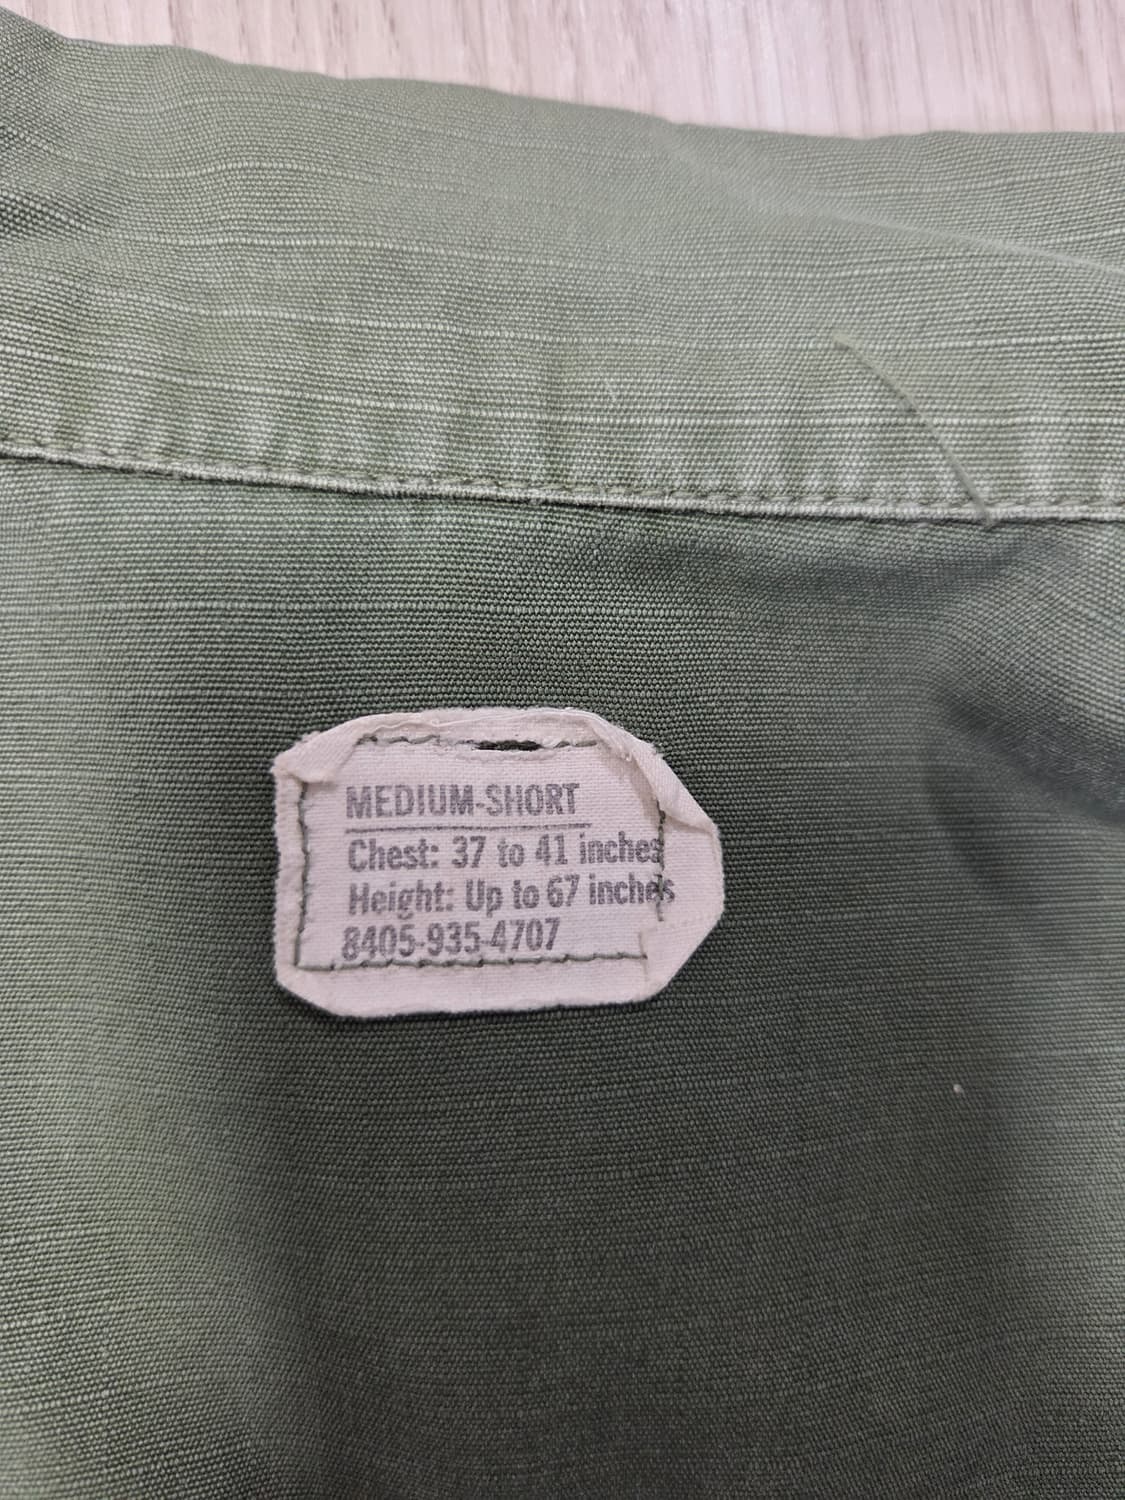 MEDIUM-SHORT
Chest: 37 to 41 inches
Height: Up to 67 inches
8405-935-4707